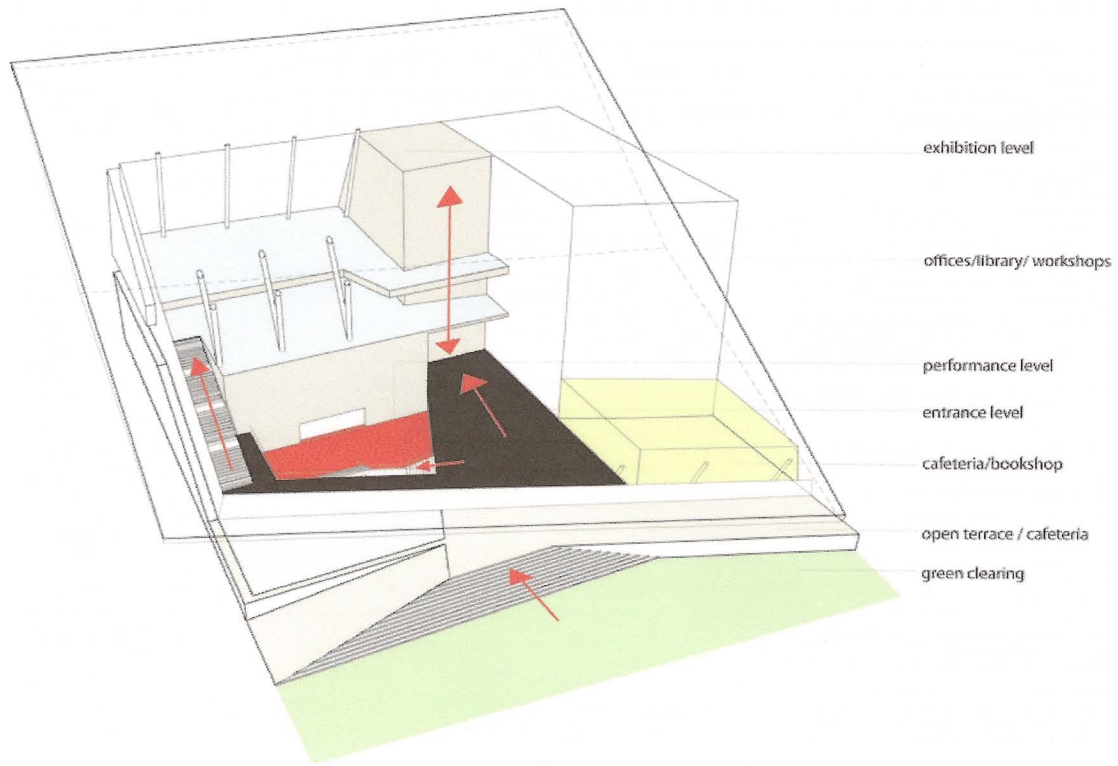 exhibition level
offices/library/ workshops
performance level
entrance level
cafeteria/bookshop
open terrace / cafeteria
green clearing